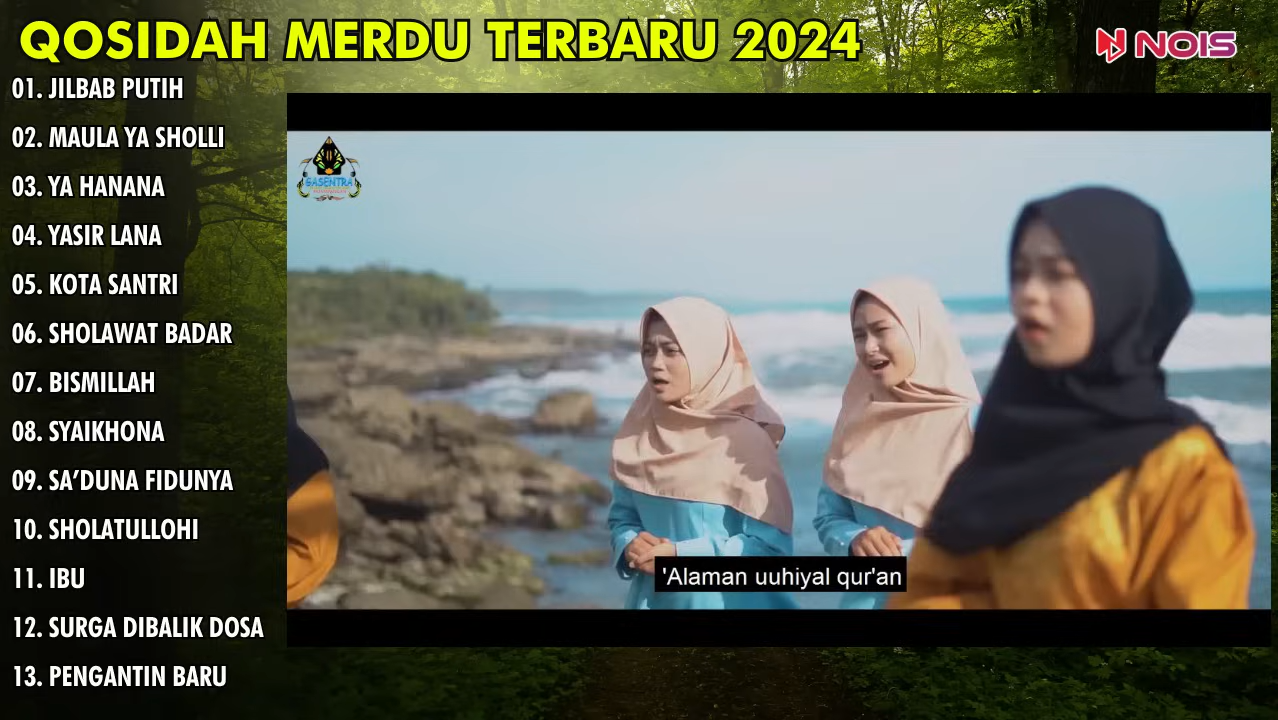 QOSIDAH MERDU TERBARU 2024
NOIS
01. JILBAB PUTIH
02. MAULA YA SHOLLI
03. YA HANANA
04. YASIR LANA
05. KOTA SANTRI
06. SHOLAWAT BADAR
07. BISMILLAH
08. SYAIKHONA
09. SA’DUNA FIDUNYA
10. SHOLATULLOHI
11. IBU
12. SURGA DIBALIK DOSA
13. PENGANTIN BARU
GASENTRA
'Alaman uuhiyal qur'an